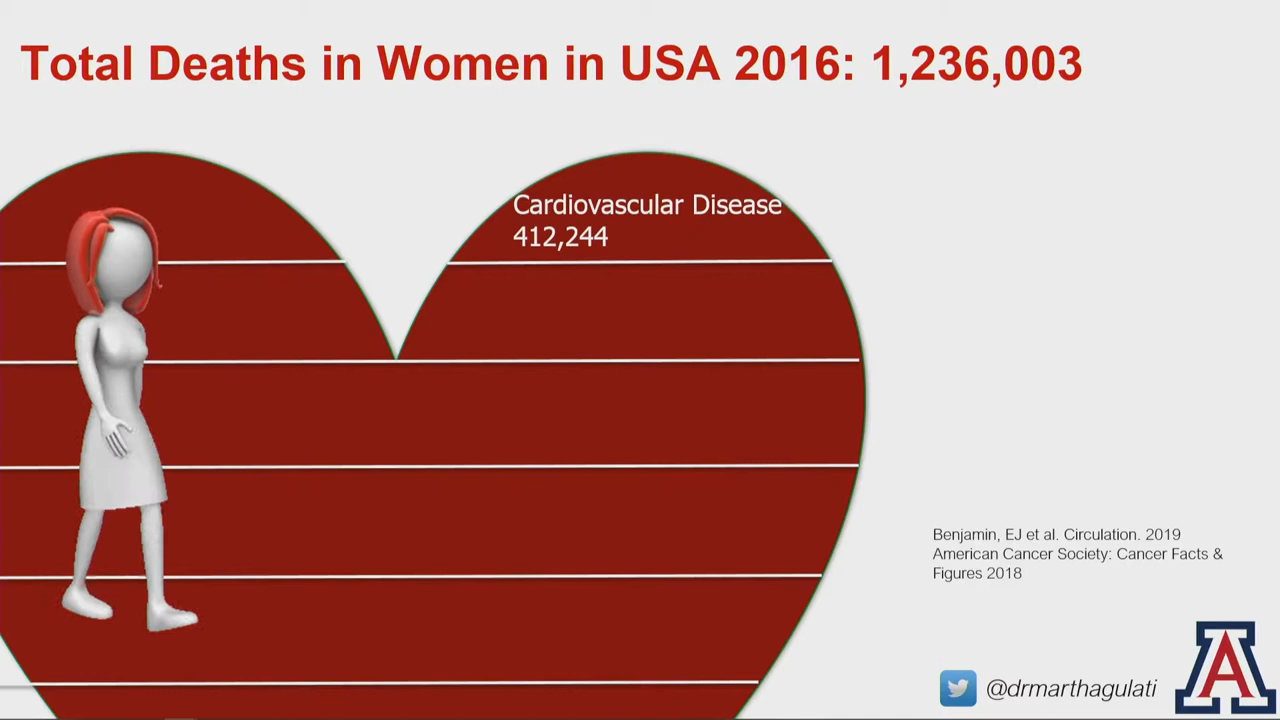 Total Deaths in Women in USA 2016: 1,236,003
Cardiovascular Disease
412,244
Benjamin, EJ et al. Circulation. 2019
American Cancer Society: Cancer Facts &
Figures 2018
@drmarthagulati
A